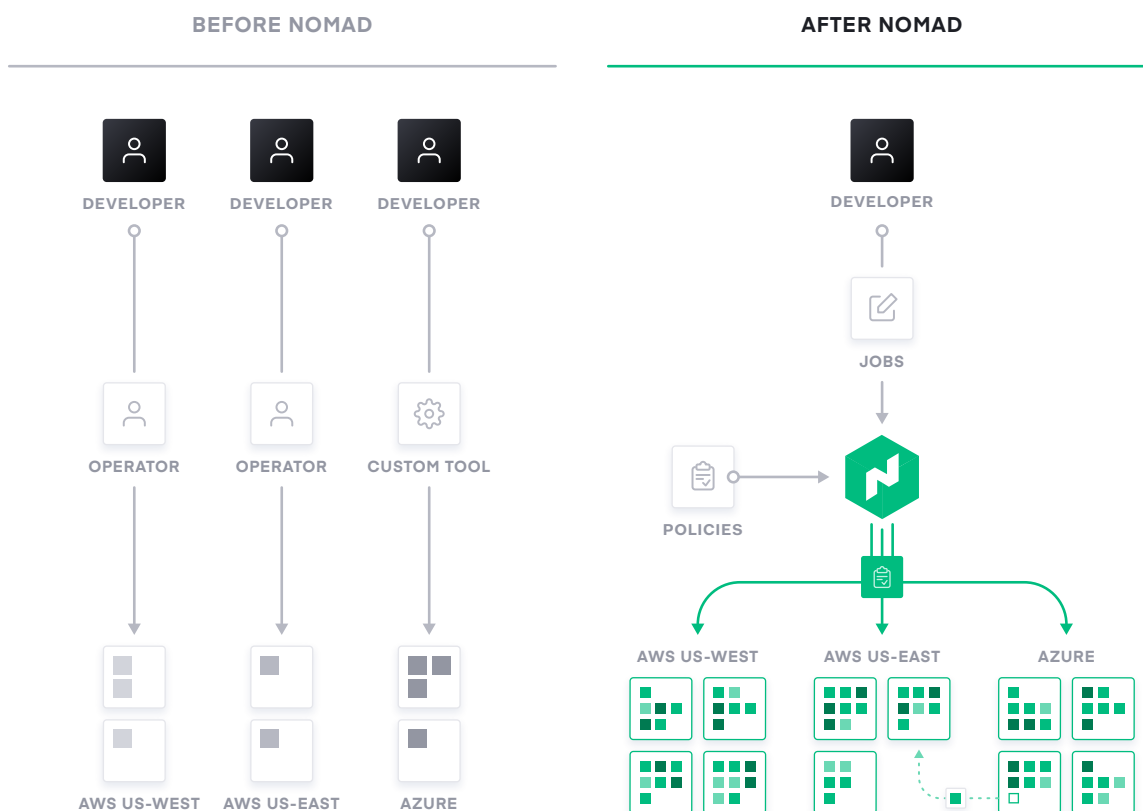 BEFORE NOMAD
DEVELOPER DEVELOPER DEVELOPER
OPERATOR OPERATOR CUSTOM TOOL
AWS US-WEST AWS US-EAST AZURE
AFTER NOMAD
DEVELOPER
JOBS
POLICIES
AWS US-WEST AWS US-EAST AZURE